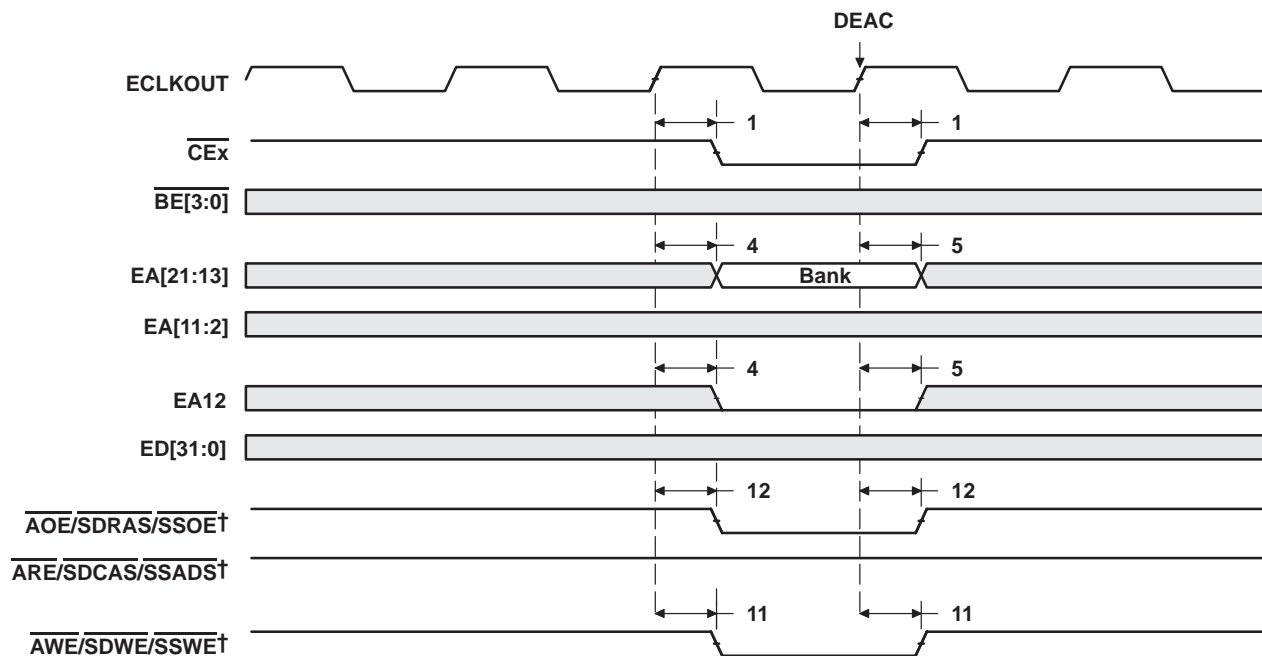 DEAC
ECLKOUT
1 1
CEx
BE[3:0]
4 5
EA[21:13] Bank
EA[11:2]
4 5
EA12
ED[31:0]
12 12
AOE/SDRAS/SSOE†
ARE/SDCAS/SSADS†
11 11
AWE/SDWE/SSWE†